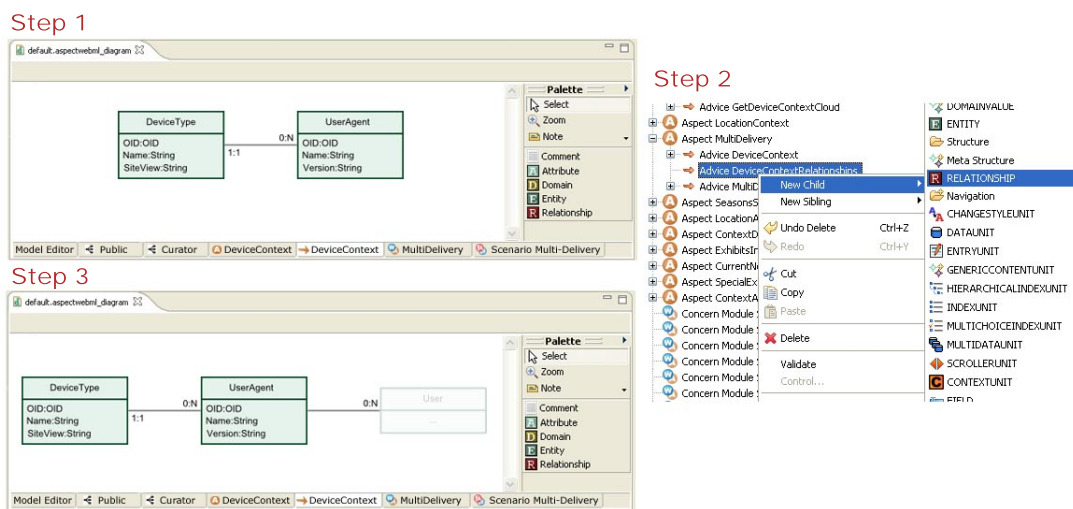 Step 1
default.aspectwebml_diagram
Palette
Select
Zoom
Note
Comment
Attribute
Domain
Entity
Relationship
DeviceType
OID:OID
Name:String
SiteView:String
1:1
0:N
UserAgent
OID:OID
Name:String
Version:String
Model Editor Public Curator DeviceContext DeviceContext MultiDelivery Scenario Multi-Delivery
Step 2
Advice GetDeviceContextCloud
Aspect LocationContext
Aspect MultiDelivery
Advice DeviceContext
Advice DeviceContextRelationships
Advice MultiD
Aspect SeasonsS
Aspect LocationA
Aspect ContextD
Aspect ExhibitsIr
Aspect CurrentN
Aspect SpecialEx
Aspect ContextA
Concern Module
Concern Module
Concern Module
Concern Module
Concern Module
Concern Module
New Child
New Sibling
Undo Delete Ctrl+Z
Redo Ctrl+Y
Cut
Copy
Paste
Delete
Validate
Control...
DOMAINVALUE
ENTITY
Structure
Meta Structure
RELATIONSHIP
Navigation
CHANGESTYLEUNIT
DATAUNIT
ENTRYUNIT
GENERICCONTENTUNIT
HIERARCHICALINDEXUNIT
INDEXUNIT
MULTICHOICEINDEXUNIT
MULTIDATAUNIT
SCROLLERUNIT
CONTEXTUNIT
FIELD
Step 3
default.aspectwebml_diagram
Palette
Select
Zoom
Note
Comment
Attribute
Domain
Entity
Relationship
DeviceType
OID:OID
Name:String
SiteView:String
1:1
0:N
UserAgent
OID:OID
Name:String
Version:String
0:N
User
...
Model Editor Public Curator DeviceContext DeviceContext MultiDelivery Scenario Multi-Delivery